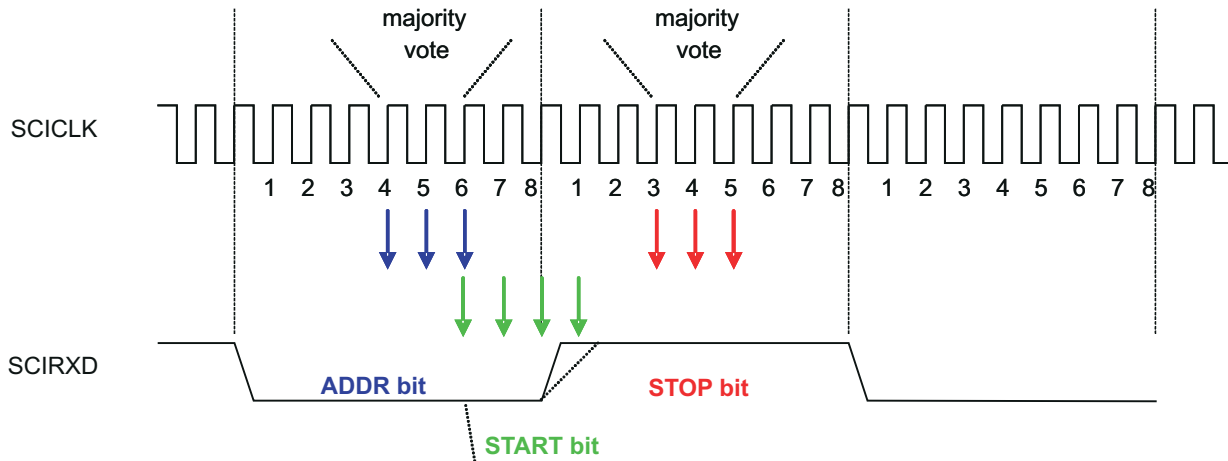 majority
vote
majority
vote
SCICLK
1 2 3 4 5 6 7 8 1 2 3 4 5 6 7 8 1 2 3 4 5 6 7 8
SCIRXD
ADDR bit
STOP bit
START bit